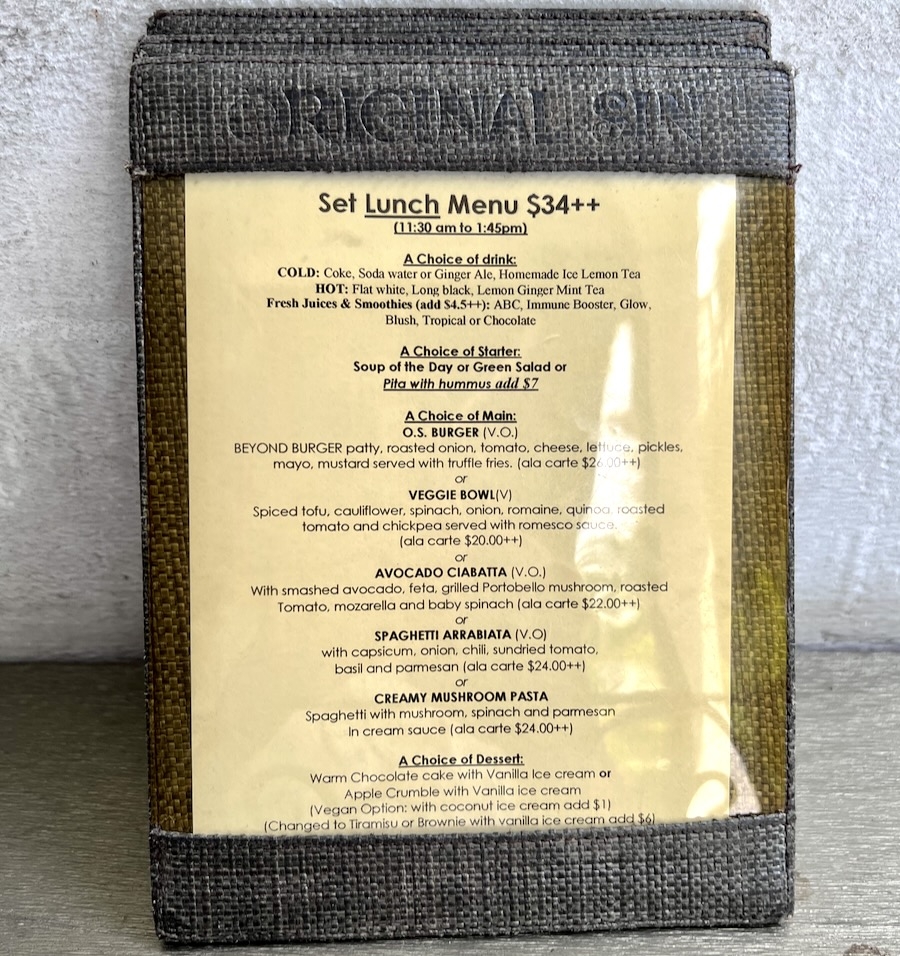 ORIGINAL SIN
Set Lunch Menu $34++
(11:30 am to 1:45pm)
A Choice of drink:
COLD: Coke, Soda water or Ginger Ale, Homemade Ice Lemon Tea
HOT: Flat white, Long black, Lemon Ginger Mint Tea
Fresh Juices & Smoothies (add $4.5++): ABC, Immune Booster, Glow,
Blush, Tropical or Chocolate
A Choice of Starter:
Soup of the Day or Green Salad or
Pita with hummus add $7
A Choice of Main:
O.S. BURGER (V.O.)
BEYOND BURGER patty, roasted onion, tomato, cheese, lettuce, pickles,
mayo, mustard served with truffle fries. (ala carte $26.00++)
or
VEGGIE BOWL(V)
Spiced tofu, cauliflower, spinach, onion, romaine, quinoa, roasted
tomato and chickpea served with romesco sauce.
(ala carte $20.00++)
or
AVOCADO CIABATTA (V.O.)
With smashed avocado, feta, grilled Portobello mushroom, roasted
Tomato, mozarella and baby spinach (ala carte $22.00++)
or
SPAGHETTI ARRABIATA (V.O)
with capsicum, onion, chili, sundried tomato,
basil and parmesan (ala carte $24.00++)
or
CREAMY MUSHROOM PASTA
Spaghetti with mushroom, spinach and parmesan
In cream sauce (ala carte $24.00++)
A Choice of Dessert:
Warm Chocolate cake with Vanilla Ice cream or
Apple Crumble with Vanilla ice cream
(Vegan Option: with coconut ice cream add $1)
(Changed to Tiramisu or Brownie with vanilla ice cream add $6)